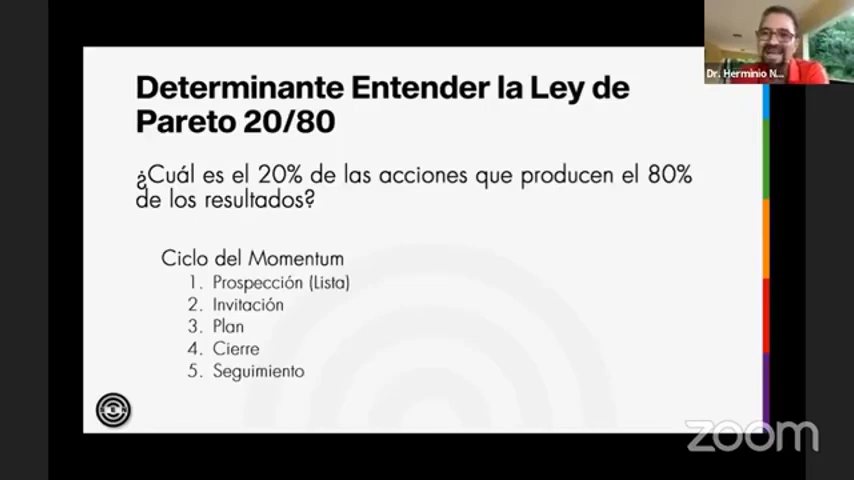 Dr. Herminio N...
Determinante Entender la Ley de
Pareto 20/80
¿Cuál es el 20% de las acciones que producen el 80%
de los resultados?
Ciclo del Momentum
1. Prospección (Lista)
2. Invitación
3. Plan
4. Cierre
5. Seguimiento
zoom